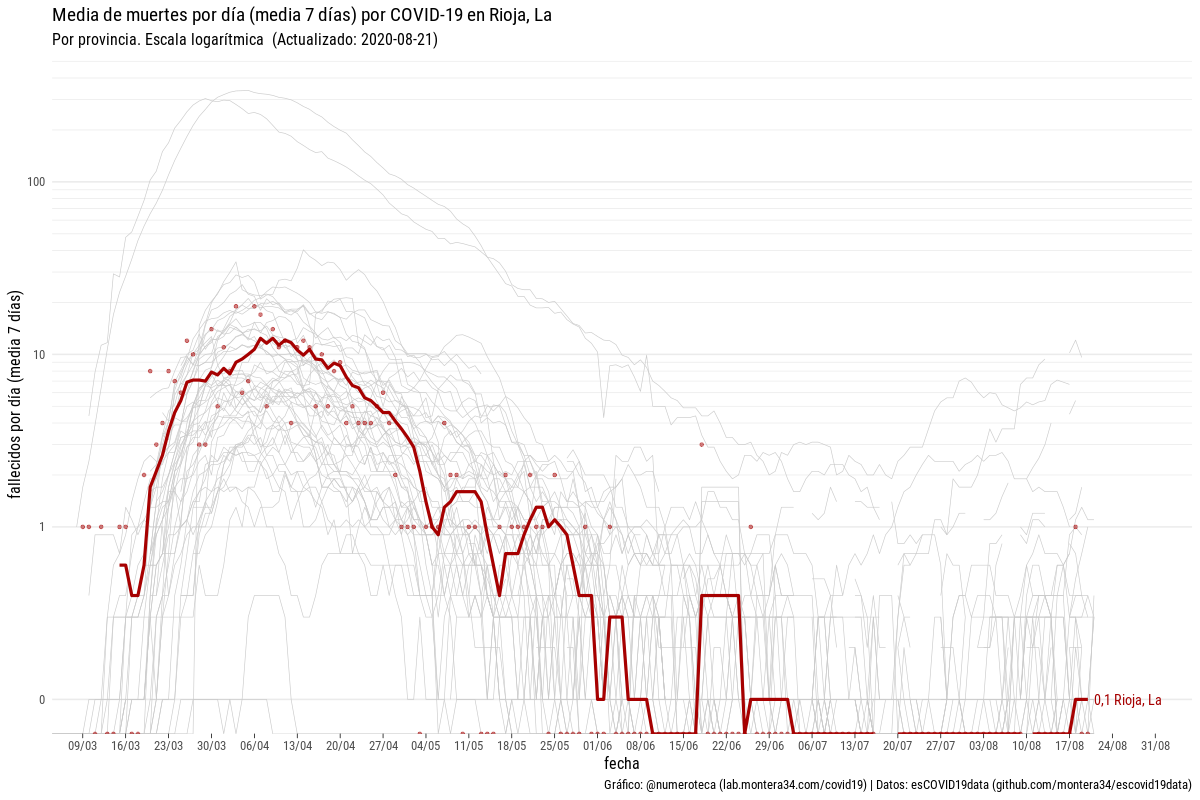 Media de muertes por día (media 7 días) por COVID-19 en Rioja, La
Por provincia. Escala logarítmica  (Actualizado: 2020-08-21)
fallecidos por día (media 7 días)
100
10
1
0
0,1 Rioja, La
09/03 16/03 23/03 30/03 06/04 13/04 20/04 27/04 04/05 11/05 18/05 25/05 01/06 08/06 15/06 22/06 29/06 06/07 13/07 20/07 27/07 03/08 10/08 17/08 24/08 31/08
fecha
Gráfico: @numeroteca (lab.montera34.com/covid19) | Datos: esCOVID19data (github.com/montera34/escovid19data)